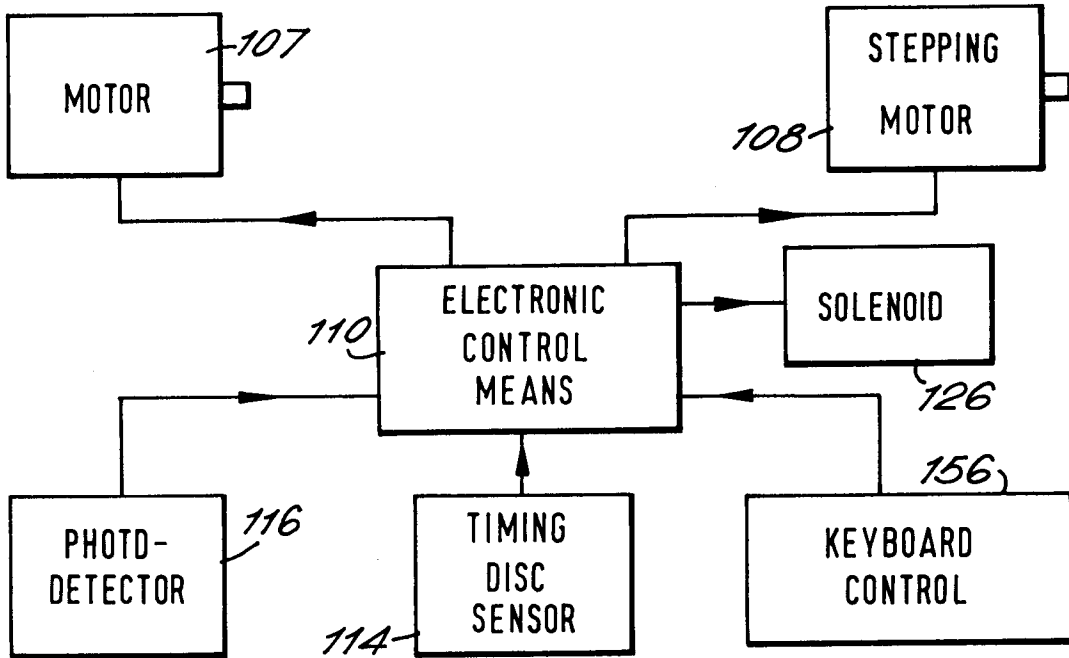 107
MOTOR
STEPPING
MOTOR
108
ELECTRONIC
CONTROL
MEANS
110
SOLENOID
126
PHOTD-
DETECTOR
116
TIMING
DISC
SENSOR
114
156
KEYBOARD
CONTROL